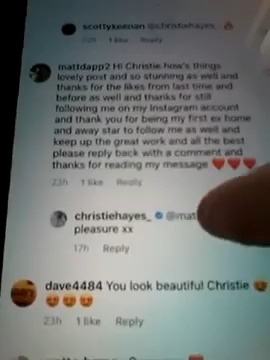 scottykeenan @christiehayes_ 🔥
1 like Reply
mattdapp2 Hi Christie how's things
lovely post and so stunning as well and
thanks for the likes from last time and
before as well and thanks for still
following me on my Instagram account
and thank you for being my first ex home
and away star to follow me as well and
keep up the great work and all the best
please reply back with a comment and
thanks for reading my message ❤️❤️❤️
23h 1 like Reply
christiehayes_ @mat
pleasure xx
17h Reply
dave4484 You look beautiful Christie 😍
😍😍😍
23h 1 like Reply